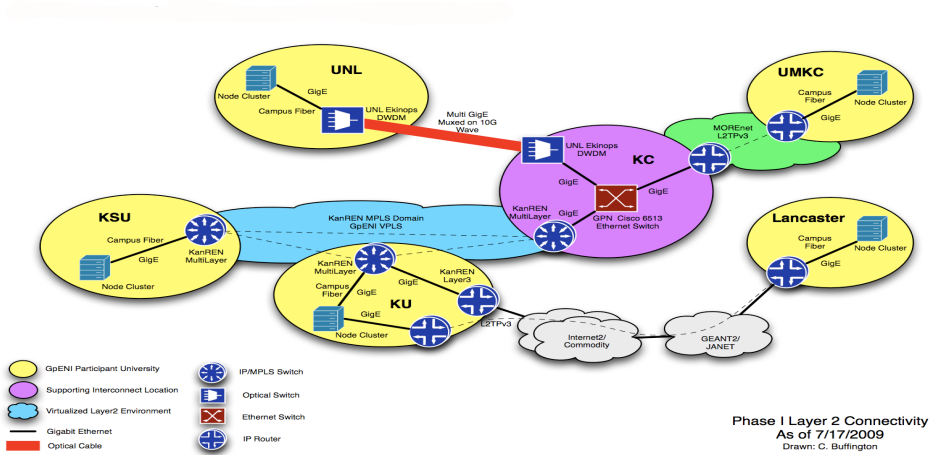 UNL
Node Cluster
GigE
Campus Fiber
UNL Ekinops
DWDM
Multi GigE
Muxed on 10G
Wave
UNL Ekinops
DWDM
KC
GigE
GigE
GigE
KanREN
MultiLayer
GPN Cisco 6513
Ethernet Switch
MOREnet
L2TPv3
UMKC
Campus
Fiber
GigE
Node Cluster
KSU
Campus Fiber
GigE
Node Cluster
KanREN
MultiLayer
KanREN MPLS Domain
GpENI VPLS
KanREN
MultiLayer
Campus
Fiber
GigE
GigE
GigE
KU
Node Cluster
KanREN
Layer3
L2TPv3
Internet2/
Commodity
GEANT2/
JANET
Lancaster
Campus
Fiber
GigE
Node Cluster
GpENI Participant University
Supporting Interconnect Location
Virtualized Layer2 Environment
Gigabit Ethernet
Optical Cable
IP/MPLS Switch
Optical Switch
Ethernet Switch
IP Router
Phase I Layer 2 Connectivity
As of 7/17/2009
Drawn: C. Buffington